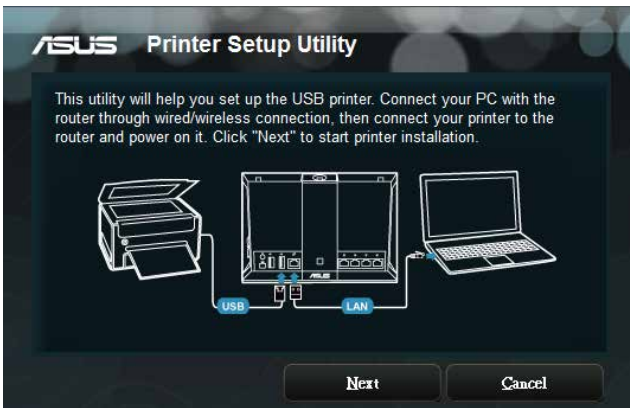 ASUS Printer Setup Utility
This utility will help you set up the USB printer. Connect your PC with the
router through wired/wireless connection, then connect your printer to the
router and power on it. Click "Next" to start printer installation.
ASUS
USB
LAN
Next
Cancel